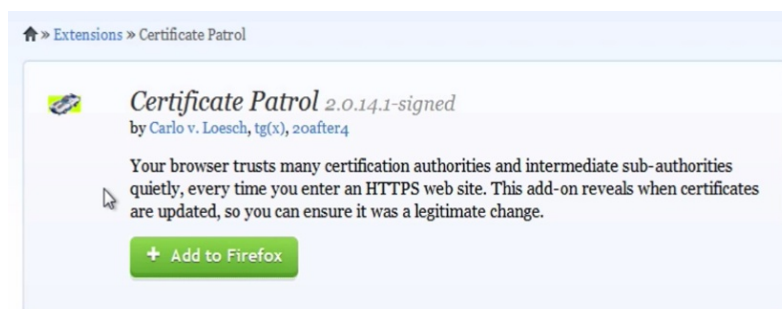 » Extensions » Certificate Patrol
Certificate Patrol 2.0.14.1-signed
by Carlo v. Loesch, tg(x), 20after4
Your browser trusts many certification authorities and intermediate sub-authorities
quietly, every time you enter an HTTPS web site. This add-on reveals when certificates
are updated, so you can ensure it was a legitimate change.
+ Add to Firefox